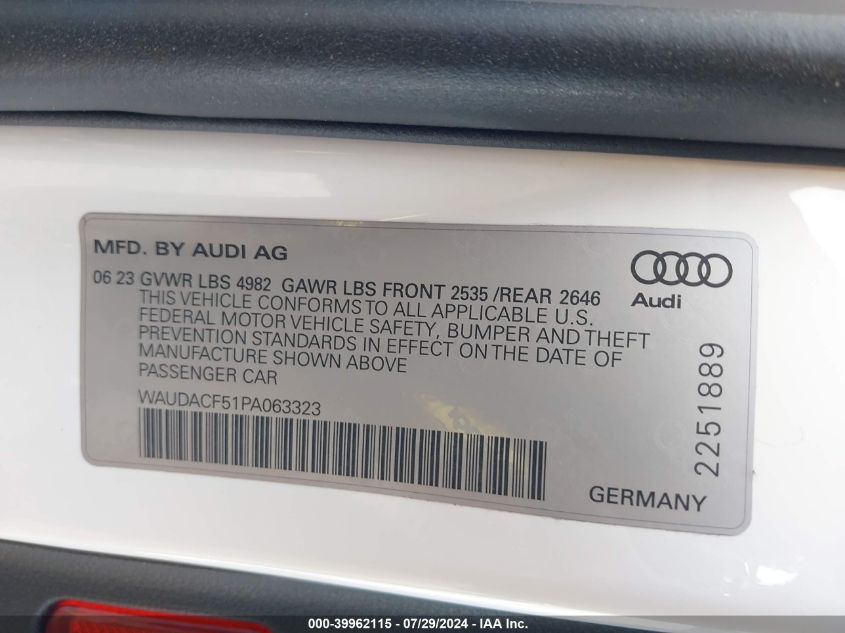 MFD. BY AUDI AG
06 23 GVWR LBS 4982 GAWR LBS FRONT 2535 /REAR 2646
THIS VEHICLE CONFORMS TO ALL APPLICABLE U.S.
FEDERAL MOTOR VEHICLE SAFETY, BUMPER AND THEFT
PREVENTION STANDARDS IN EFFECT ON THE DATE OF
MANUFACTURE SHOWN ABOVE
PASSENGER CAR
WAUDACF51PA063323
Audi
2251889
GERMANY
000-39962115 - 07/29/2024 - IAA Inc.